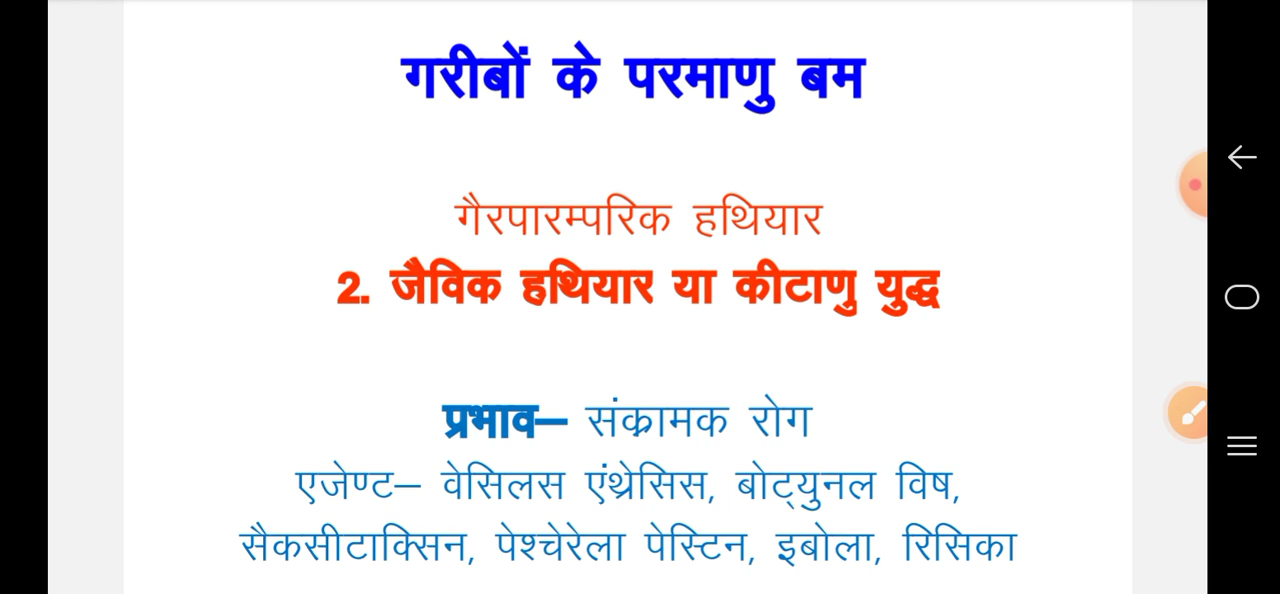 गरीबों के परमाणु बम
गैरपारम्परिक हथियार
2. जैविक हथियार या कीटाणु युद्ध
प्रभाव– संक्रामक रोग
एजेण्ट– वेसिलस एंथ्रेसिस, बोट्युनल विष,
सैकसीटाक्सिन, पेश्चेरेला पेस्टिन, इबोला, रिसिका